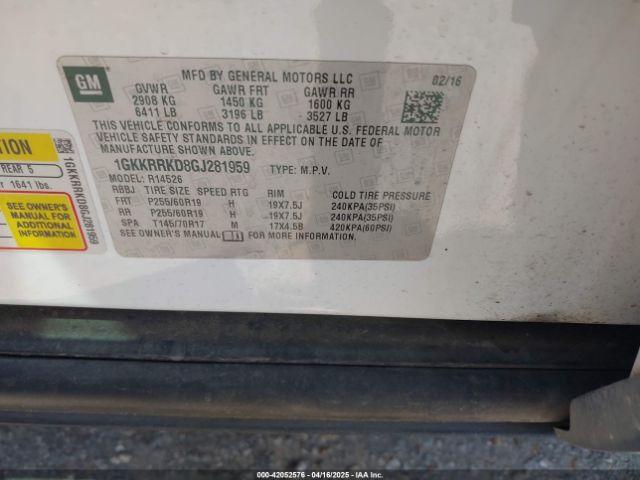 GM
MFD BY GENERAL MOTORS LLC 02/16
GVWR GAWR FRT GAWR RR
2908 KG 1450 KG 1600 KG
6411 LB 3196 LB 3527 LB
THIS VEHICLE CONFORMS TO ALL APPLICABLE U.S. FEDERAL MOTOR
VEHICLE SAFETY STANDARDS IN EFFECT ON THE DATE OF
MANUFACTURE SHOWN ABOVE.
1GKKRRKD8GJ281959 TYPE: M.P.V.
MODEL: R14526
RBBJ TIRE SIZE SPEED RTG RIM COLD TIRE PRESSURE
FRT P255/60R19 H 19X7.5J 240KPA(35PSI)
RR P255/60R19 H 19X7.5J 240KPA(35PSI)
SPA T145/70R17 M 17X4.5B 420KPA(60PSI)
SEE OWNER'S MANUAL FOR MORE INFORMATION.
TION
REAR 5
1641 lbs.
SEE OWNER'S
MANUAL FOR
ADDITIONAL
INFORMATION
1GKKRRKD8GJ281959
000-42052576 - 04/16/2025 - IAAI.COM